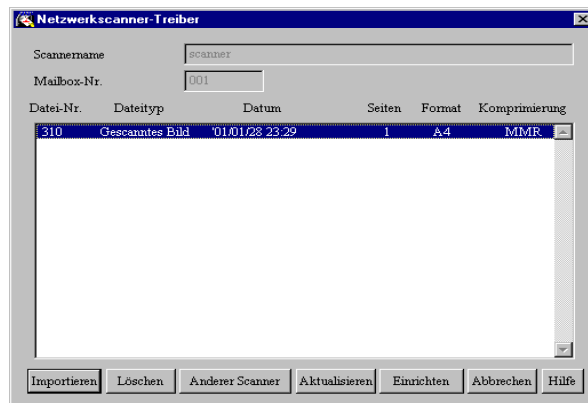 Netzwerkscanner-Treiber
Scannername scanner
Mailbox-Nr. 001
Datei-Nr. Dateityp Datum Seiten Format Komprimierung
310 Gescanntes Bild '01/01/28 23:29 1 A4 MMR
Importieren Löschen Anderer Scanner Aktualisieren Einrichten Abbrechen Hilfe